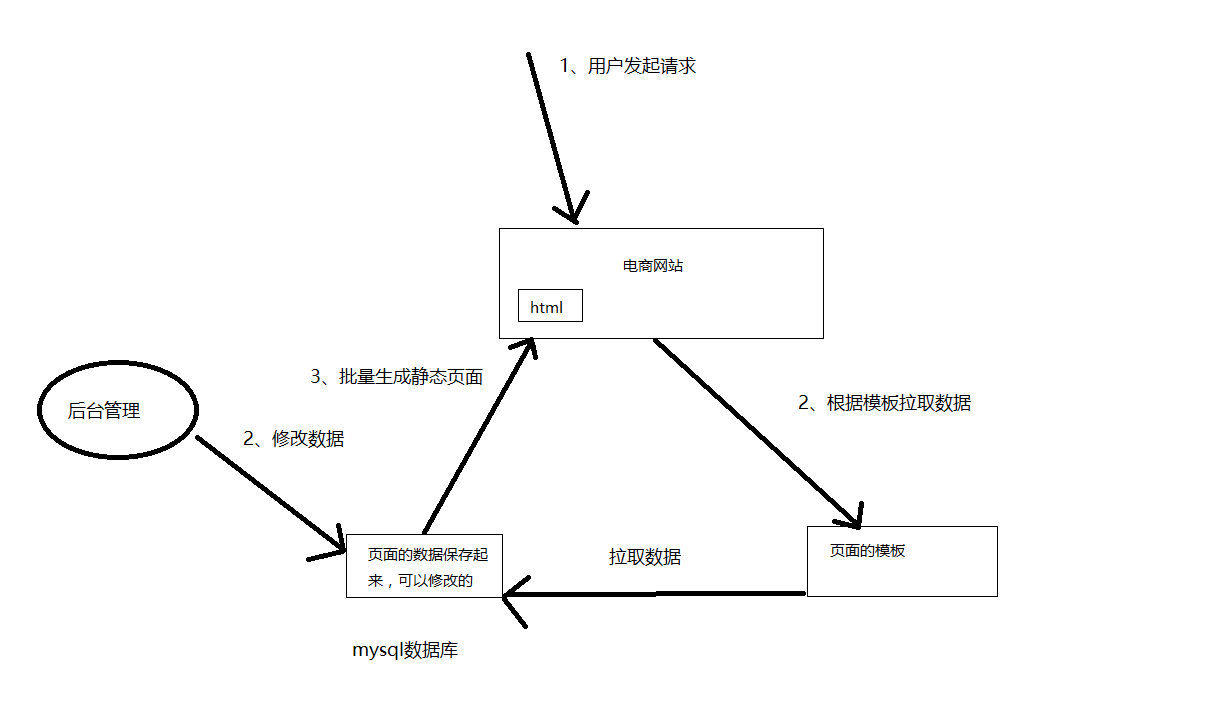 1、用户发起请求
电商网站
html
3、批量生成静态页面
2、根据模板拉取数据
后台管理
2、修改数据
页面的数据保存起
来，可以修改的
拉取数据
页面的模板
mysql数据库